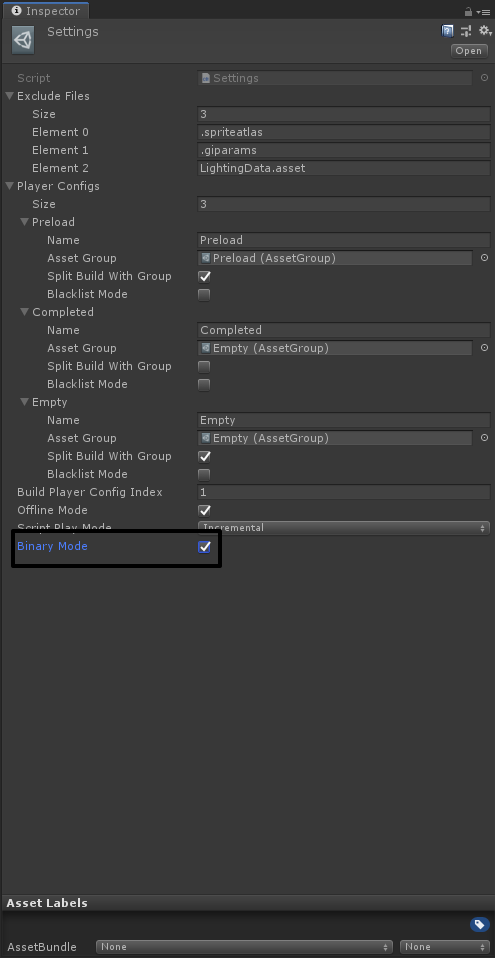 Inspector
Settings
Open
Script Settings
Exclude Files
Size 3
Element 0 .spriteatlas
Element 1 .giparams
Element 2 LightingData.asset
Player Configs
Size 3
Preload
Name Preload
Asset Group Preload (AssetGroup)
Split Build With Group
Blacklist Mode
Completed
Name Completed
Asset Group Empty (AssetGroup)
Split Build With Group
Blacklist Mode
Empty
Name Empty
Asset Group Empty (AssetGroup)
Split Build With Group
Blacklist Mode
Build Player Config Index 1
Offline Mode
Script Play Mode Incremental
Binary Mode
Asset Labels
AssetBundle None None